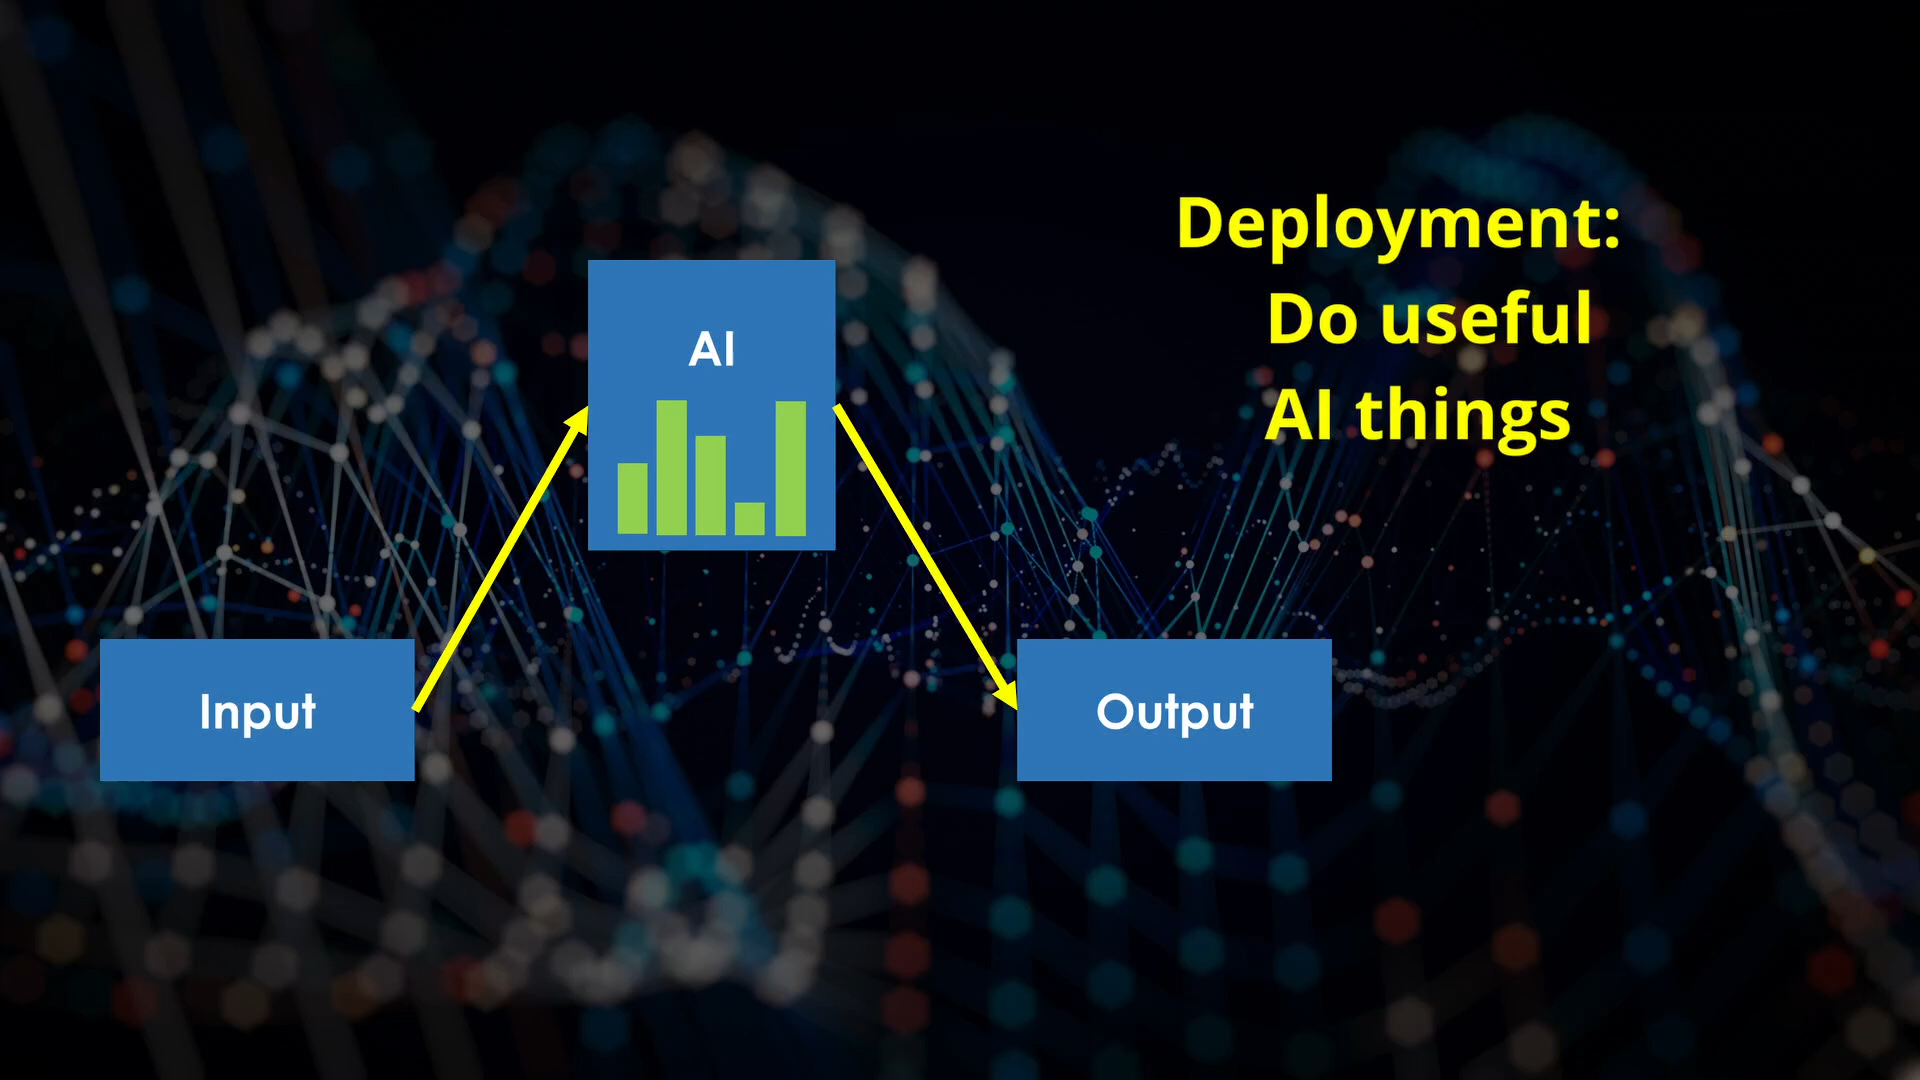 Deployment:
Do useful
AI things
AI
Input
Output